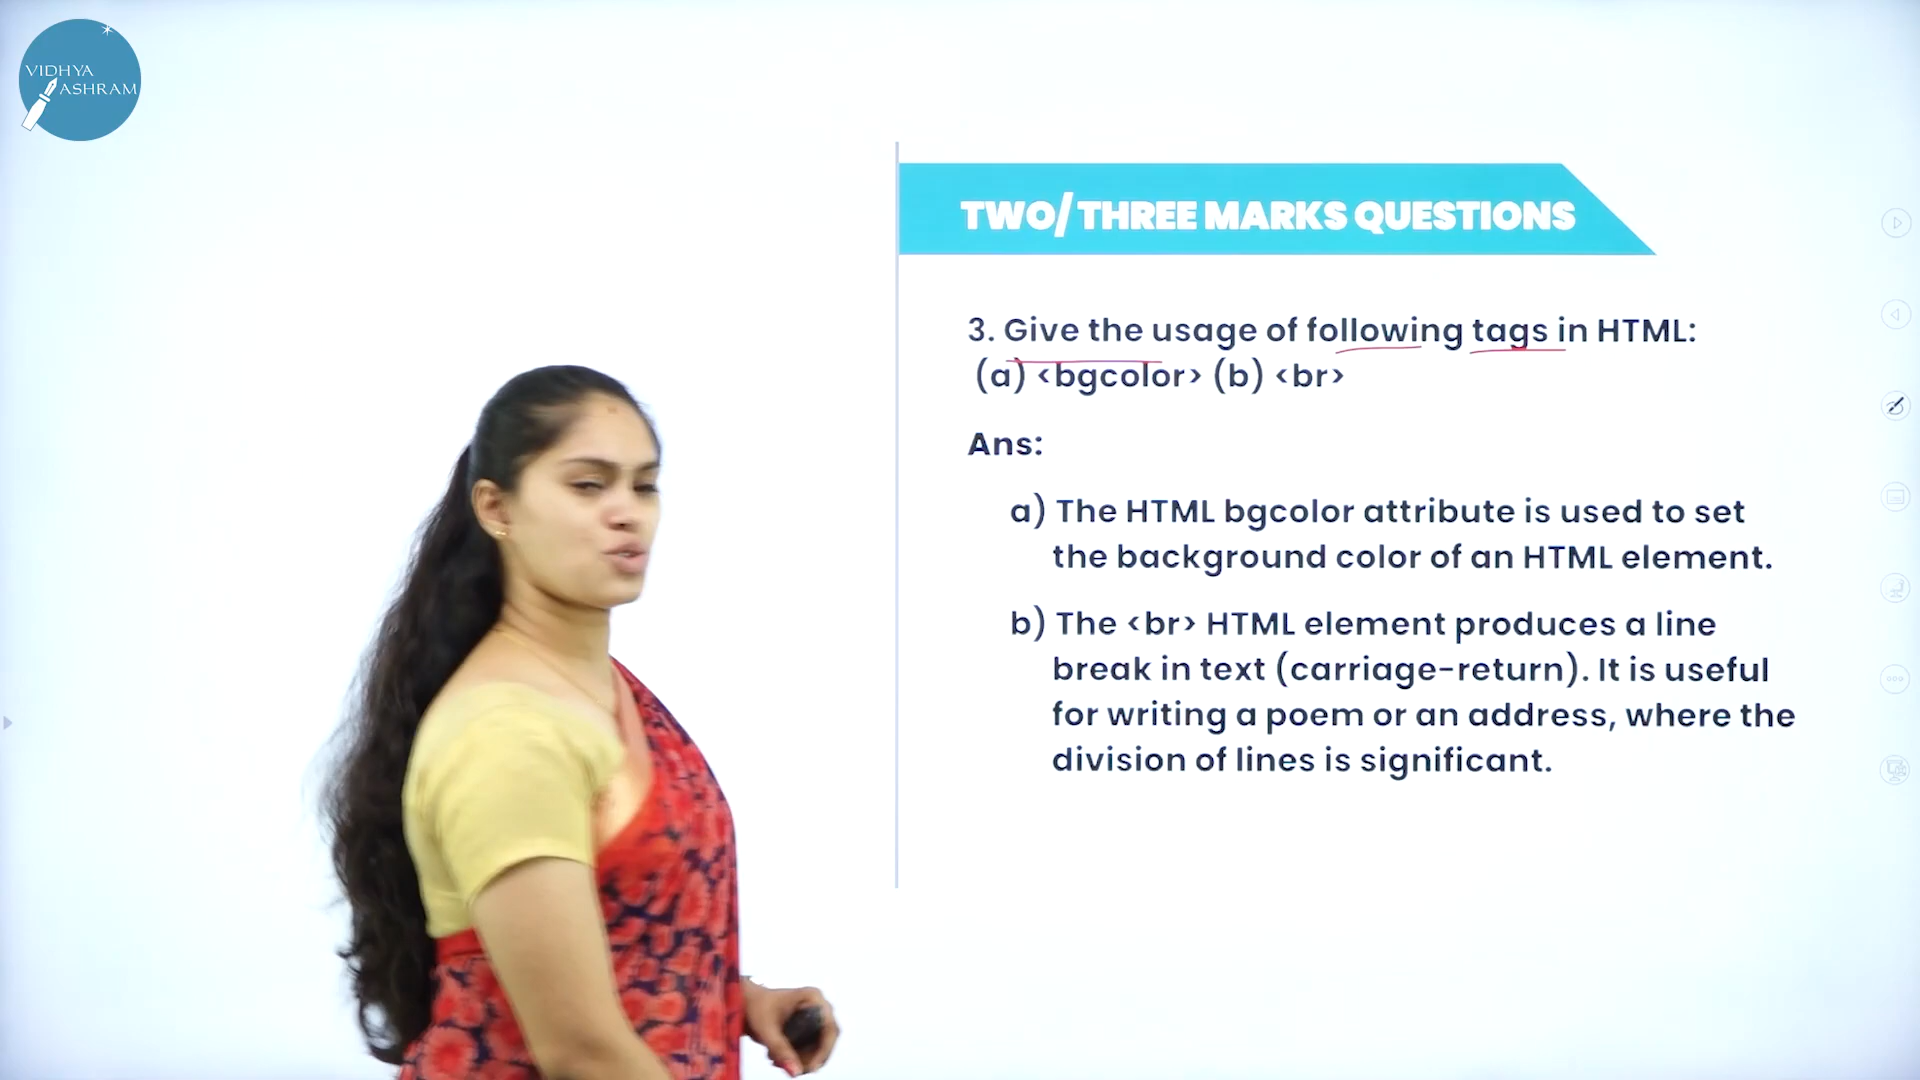 VIDHYA
ASHRAM
TWO/THREE MARKS QUESTIONS
3. Give the usage of following tags in HTML:
(a) <bgcolor> (b) <br>
Ans:
a) The HTML bgcolor attribute is used to set
the background color of an HTML element.
b) The <br> HTML element produces a line
break in text (carriage-return). It is useful
for writing a poem or an address, where the
division of lines is significant.